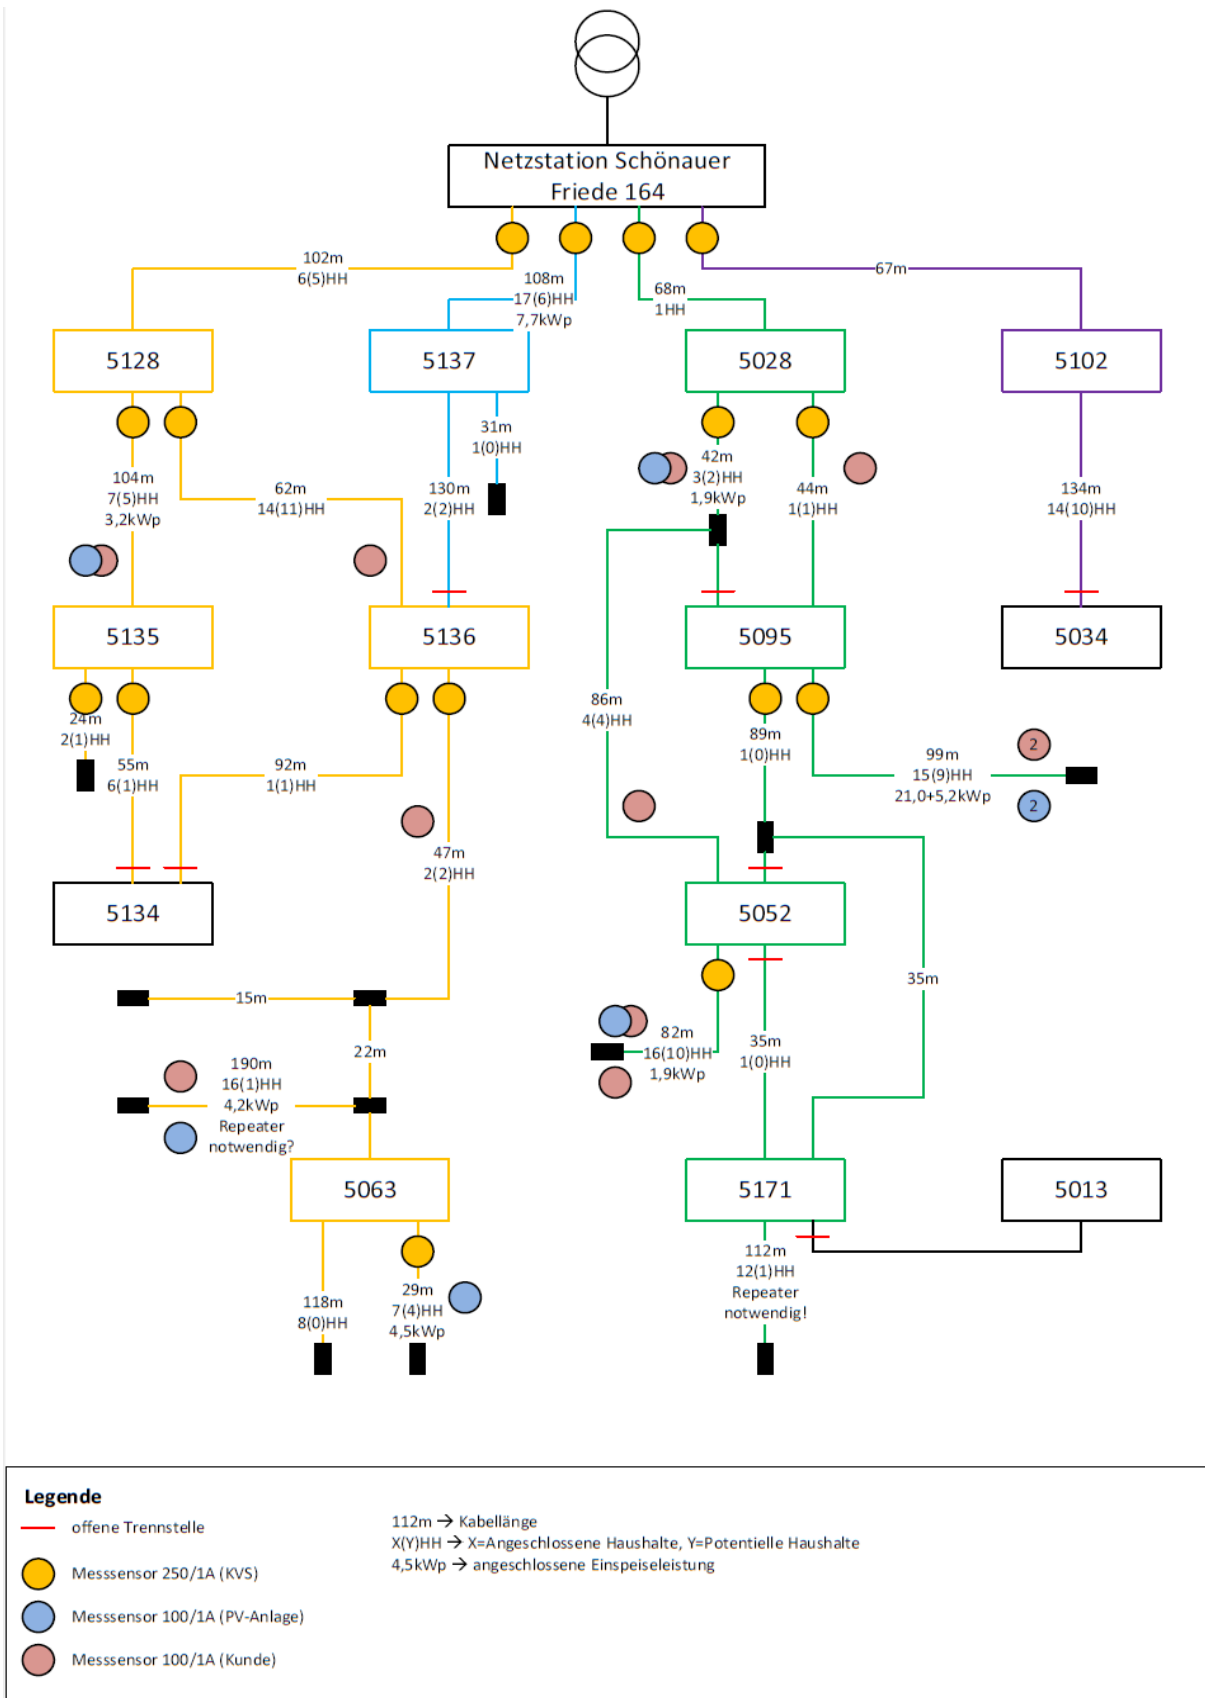 Netzstation Schönauer
Friede 164
102m
6(5)HH
108m
17(6)HH
7,7kWp
68m
1HH
67m
5128
5137
5028
5102
104m
7(5)HH
3,2kWp
62m
14(11)HH
130m
2(2)HH
31m
1(0)HH
42m
3(2)HH
1,9kWp
44m
1(1)HH
134m
14(10)HH
5135
5136
5095
5034
24m
2(1)HH
55m
6(1)HH
92m
1(1)HH
47m
2(2)HH
86m
4(4)HH
89m
1(0)HH
99m
15(9)HH
21,0+5,2kWp
2
2
5134
5052
15m
22m
190m
16(1)HH
4,2kWp
Repeater
notwendig?
82m
16(10)HH
1,9kWp
35m
1(0)HH
35m
5063
5171
5013
118m
8(0)HH
29m
7(4)HH
4,5kWp
112m
12(1)HH
Repeater
notwendig!
Legende
offene Trennstelle
Messsensor 250/1A (KVS)
Messsensor 100/1A (PV-Anlage)
Messsensor 100/1A (Kunde)
112m → Kabellänge
X(Y)HH → X=Angeschlossene Haushalte, Y=Potentielle Haushalte
4,5kWp → angeschlossene Einspeiseleistung